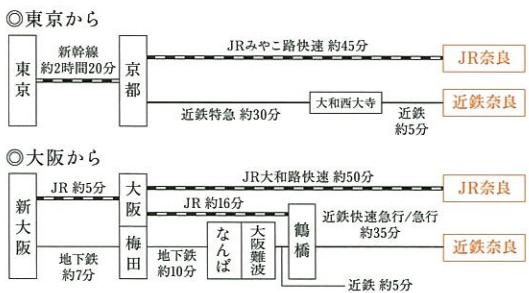 ◎東京から
東京
新幹線
約2時間20分
京都
JRみやこ路快速 約45分
JR奈良
近鉄特急 約30分
大和西大寺
近鉄
約5分
近鉄奈良
◎大阪から
新大阪
JR 約5分
地下鉄
約7分
大阪
梅田
JR大和路快速 約50分
JR奈良
JR 約16分
地下鉄
約10分
なんば
大阪難波
鶴橋
近鉄快速急行/急行
約35分
近鉄奈良
近鉄 約5分